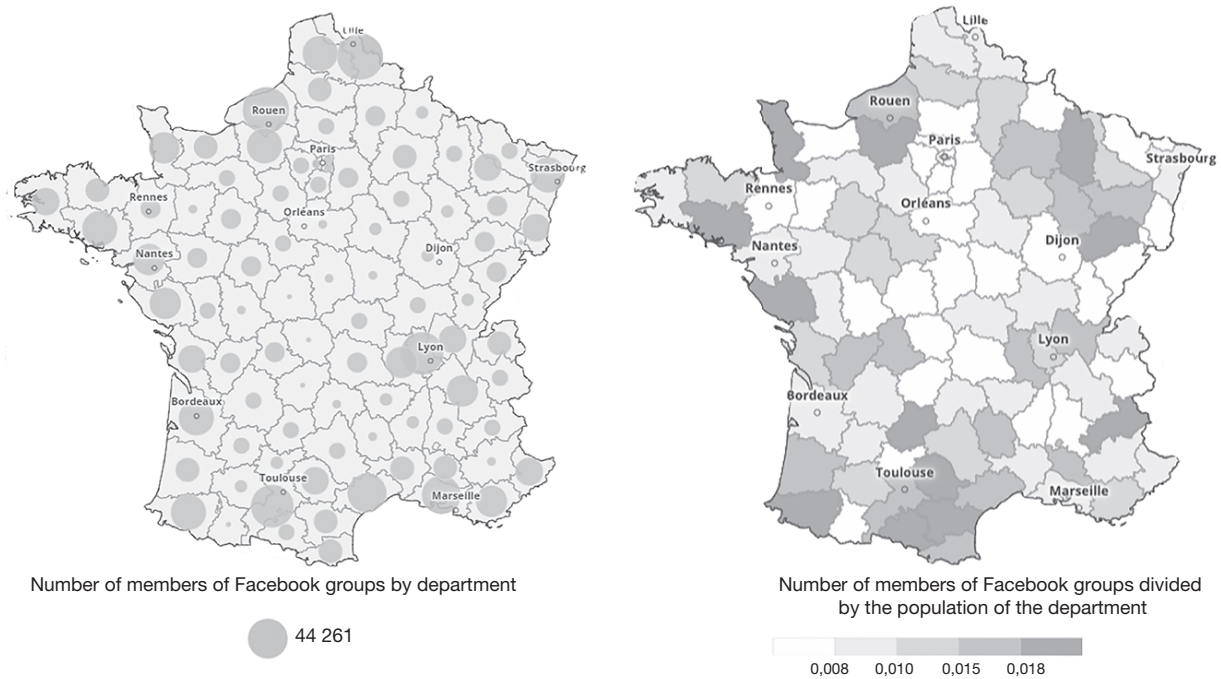 Lille
Rouen
Paris
Strasbourg
Rennes
Orléans
Dijon
Nantes
Lyon
Bordeaux
Toulouse
Marseille
Number of members of Facebook groups by department
44 261
Lille
Rouen
Paris
Strasbourg
Rennes
Orléans
Dijon
Nantes
Lyon
Bordeaux
Toulouse
Marseille
Number of members of Facebook groups divided
by the population of the department
0,008 0,010 0,015 0,018